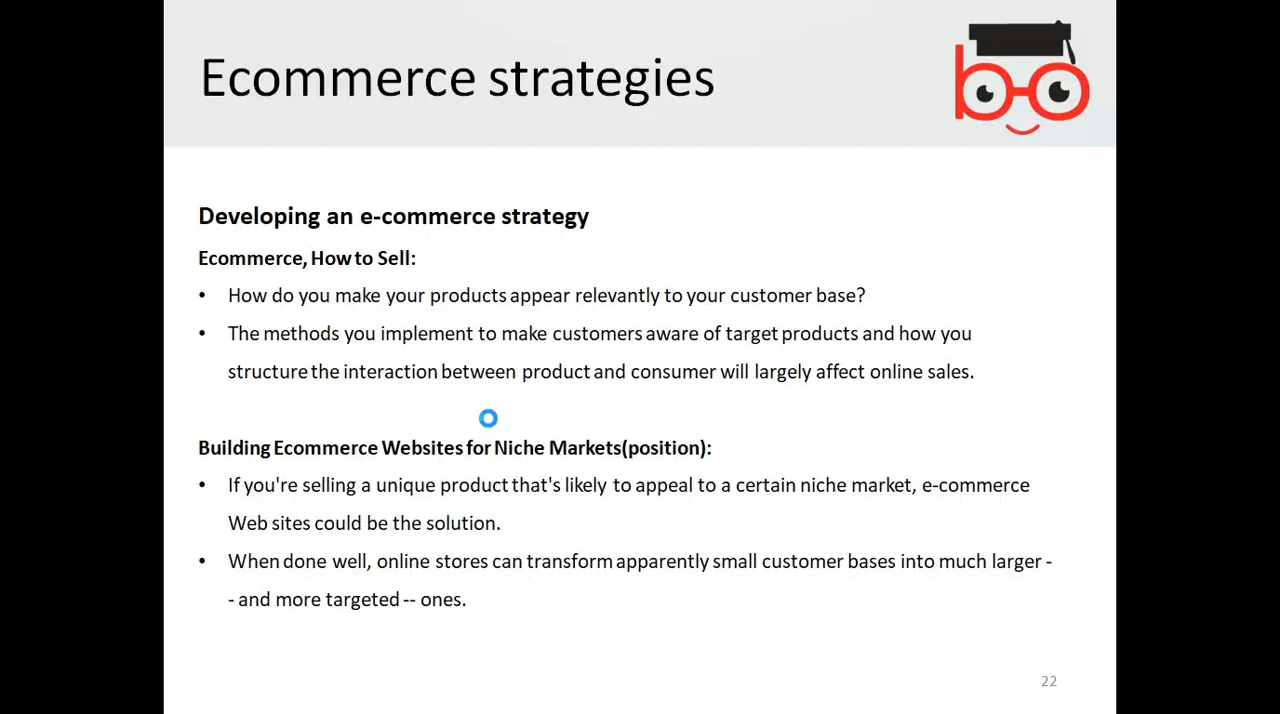 Ecommerce strategies
bo
Developing an e-commerce strategy
Ecommerce, How to Sell:
• How do you make your products appear relevantly to your customer base?
• The methods you implement to make customers aware of target products and how you
structure the interaction between product and consumer will largely affect online sales.
Building Ecommerce Websites for Niche Markets(position):
• If you're selling a unique product that's likely to appeal to a certain niche market, e-commerce
Web sites could be the solution.
• When done well, online stores can transform apparently small customer bases into much larger -
- and more targeted -- ones.
22